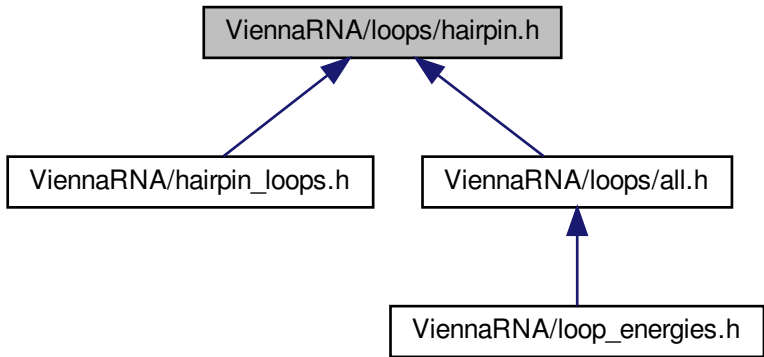 ViennaRNA/loops/hairpin.h
ViennaRNA/hairpin_loops.h
ViennaRNA/loops/all.h
ViennaRNA/loop_energies.h